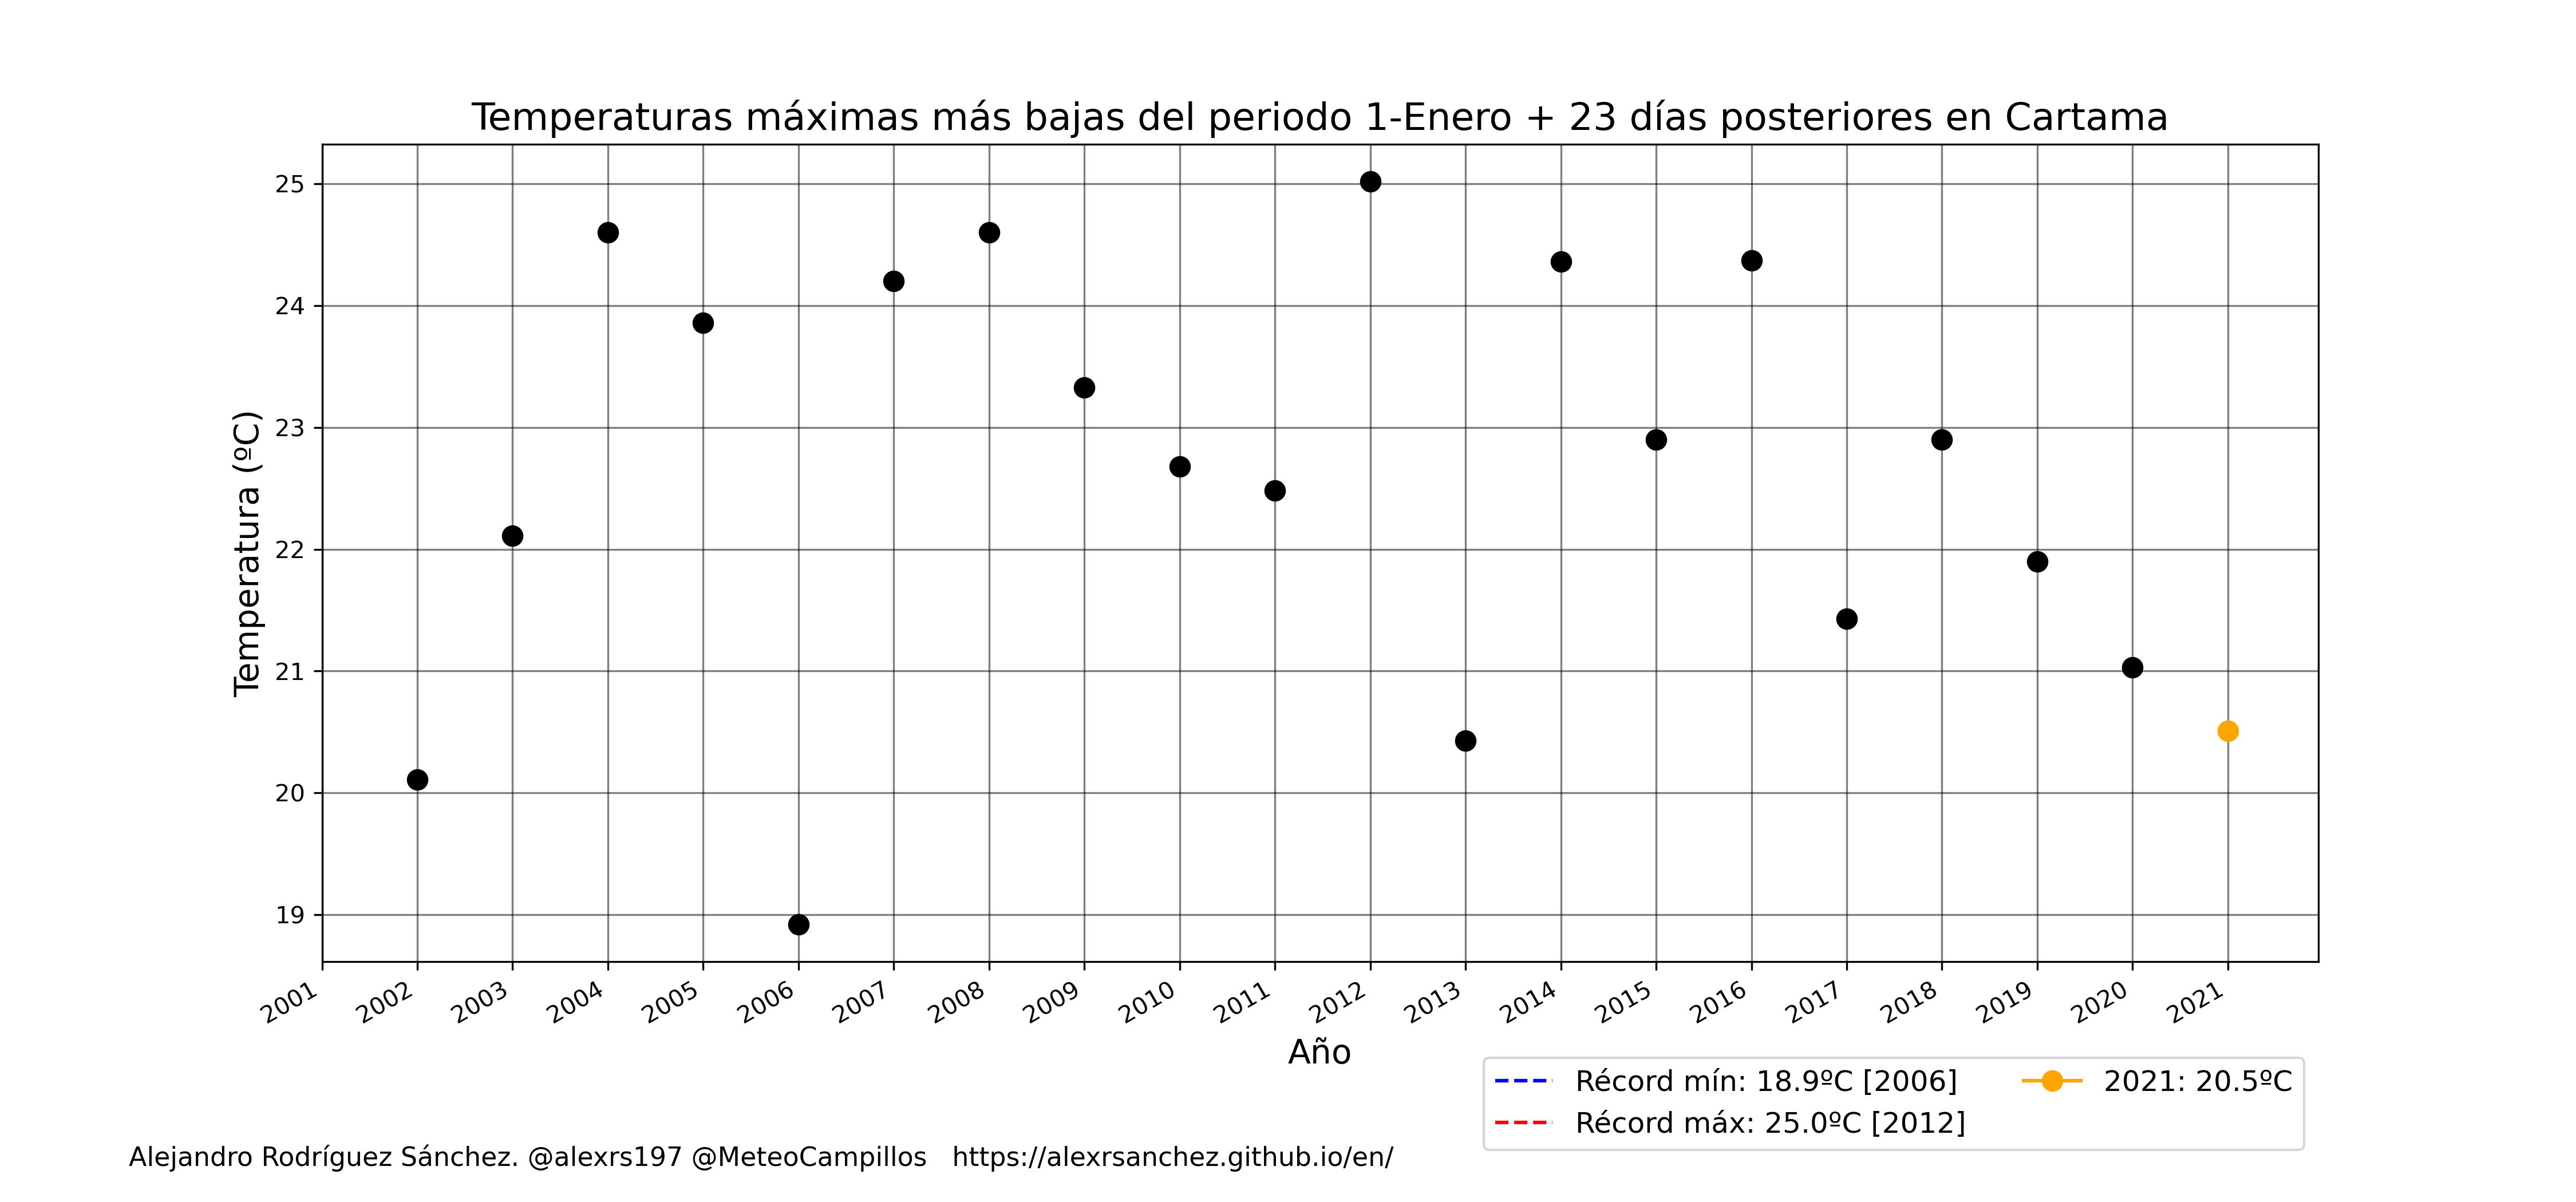 Temperaturas máximas más bajas del periodo 1-Enero + 23 días posteriores en Cartama
Temperatura (ºC)
25
24
23
22
21
20
19
2001 2002 2003 2004 2005 2006 2007 2008 2009 2010 2011 2012 2013 2014 2015 2016 2017 2018 2019 2020 2021
Año
Récord mín: 18.9ºC [2006]
Récord máx: 25.0ºC [2012]
2021: 20.5ºC
Alejandro Rodríguez Sánchez. @alexrs197 @MeteoCampillos https://alexrsanchez.github.io/en/